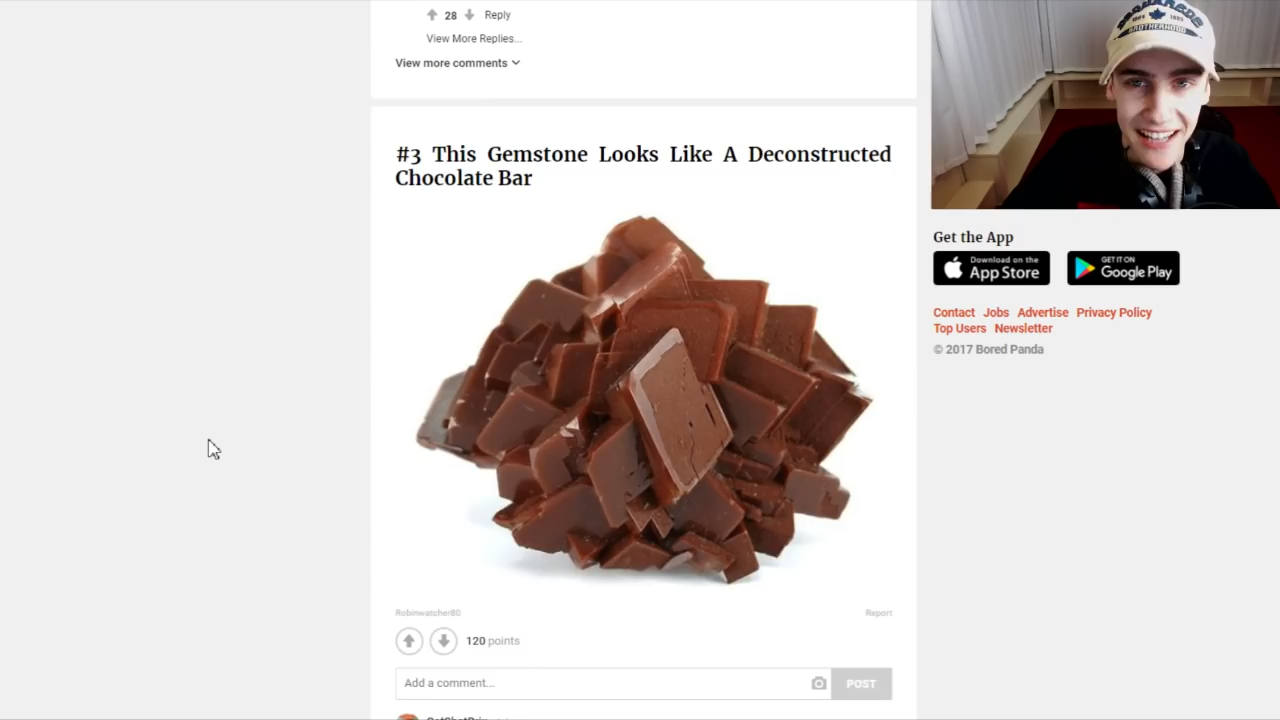 28 Reply
View More Replies...
View more comments
#3 This Gemstone Looks Like A Deconstructed
Chocolate Bar
Robinwatcher80
Report
120 points
Add a comment...
POST
BROTHERHOOD
Get the App
Download on the
App Store
GET IT ON
Google Play
Contact Jobs Advertise Privacy Policy
Top Users Newsletter
© 2017 Bored Panda